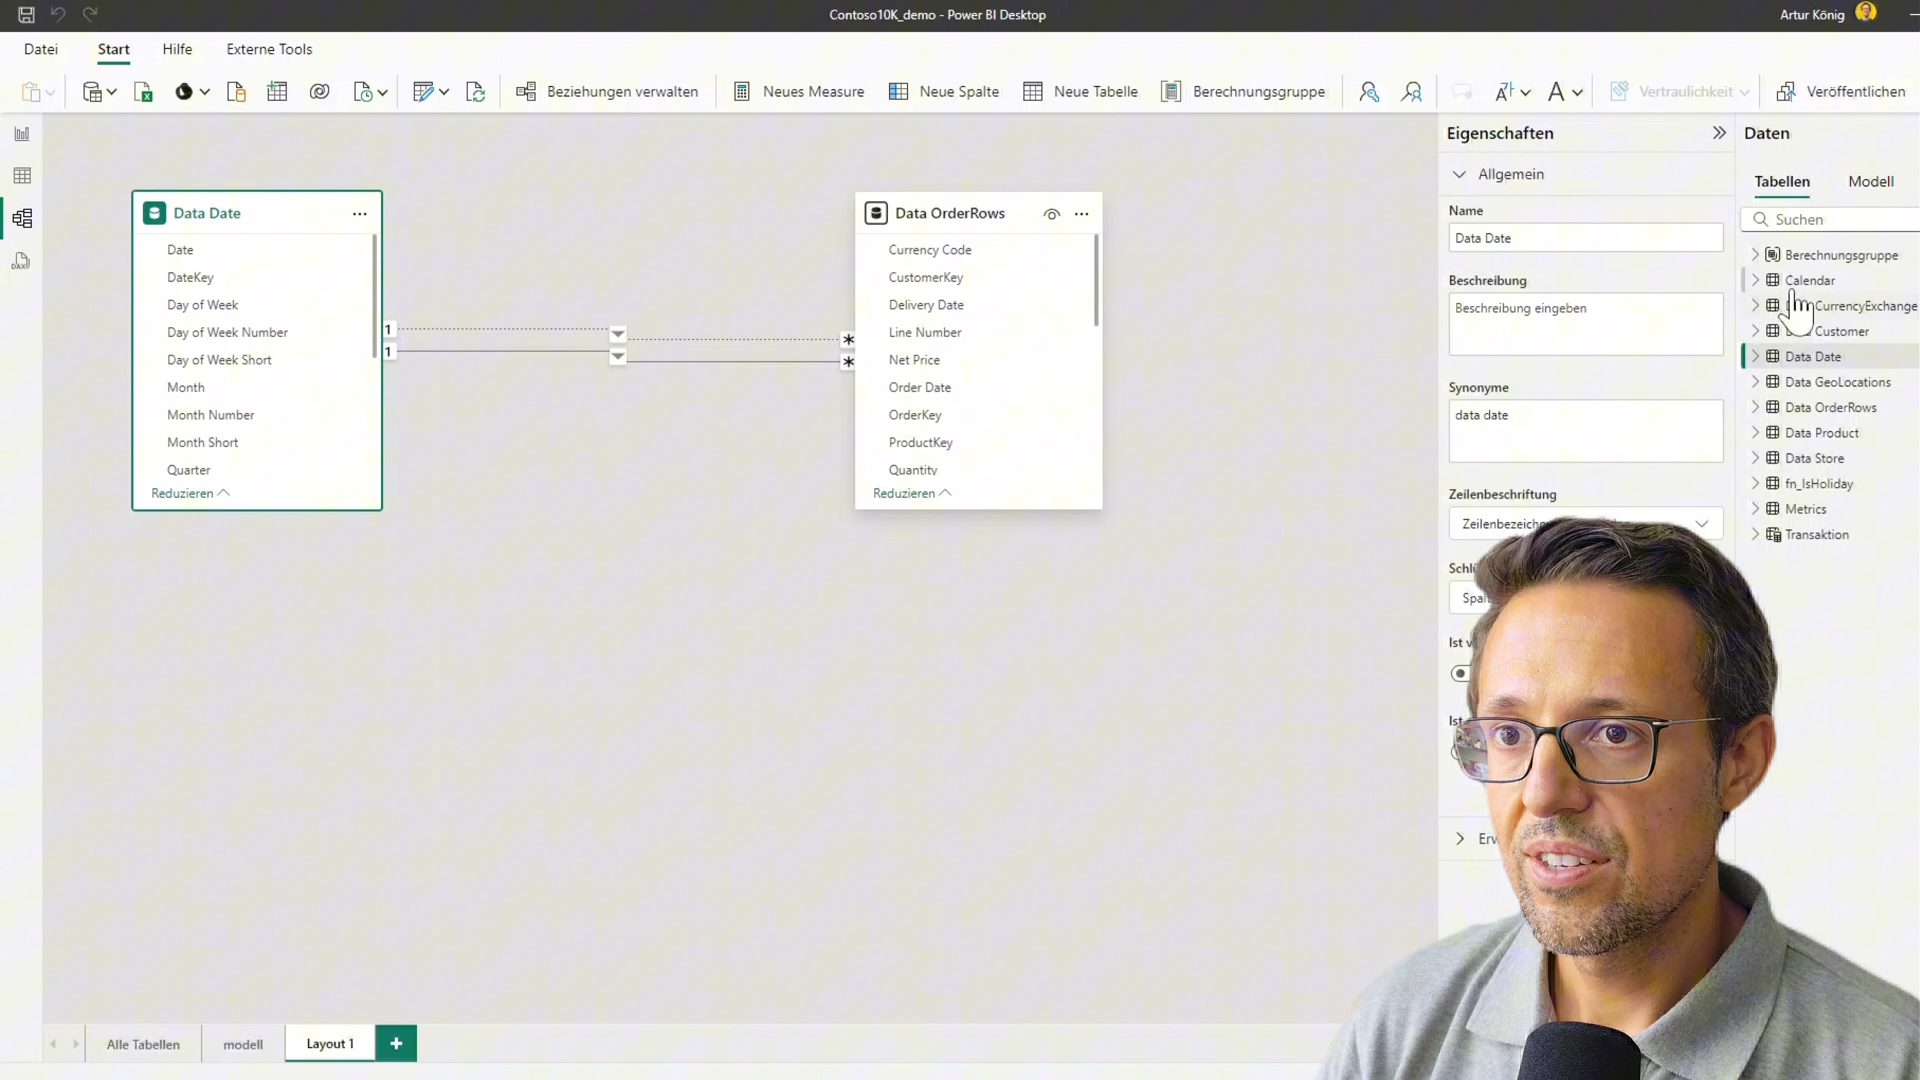 Contoso10K_demo - Power BI Desktop
Artur König
Datei
Start
Hilfe
Externe Tools
Beziehungen verwalten
Neues Measure
Neue Spalte
Neue Tabelle
Berechnungsgruppe
Vertraulichkeit
Veröffentlichen
Data Date
Date
DateKey
Day of Week
Day of Week Number
Day of Week Short
Month
Month Number
Month Short
Quarter
Reduzieren
1
1
*
*
Data OrderRows
Currency Code
CustomerKey
Delivery Date
Line Number
Net Price
Order Date
OrderKey
ProductKey
Quantity
Reduzieren
Eigenschaften
Allgemein
Name
Data Date
Beschreibung
Beschreibung eingeben
Synonyme
data date
Zeilenbeschriftung
Daten
Tabellen
Modell
Suchen
Berechnungsgruppe
Calendar
CurrencyExchange
Customer
Data Date
Data GeoLocations
Data OrderRows
Data Product
Data Store
fn_IsHoliday
Metrics
Transaktion
Alle Tabellen
modell
Layout 1
+